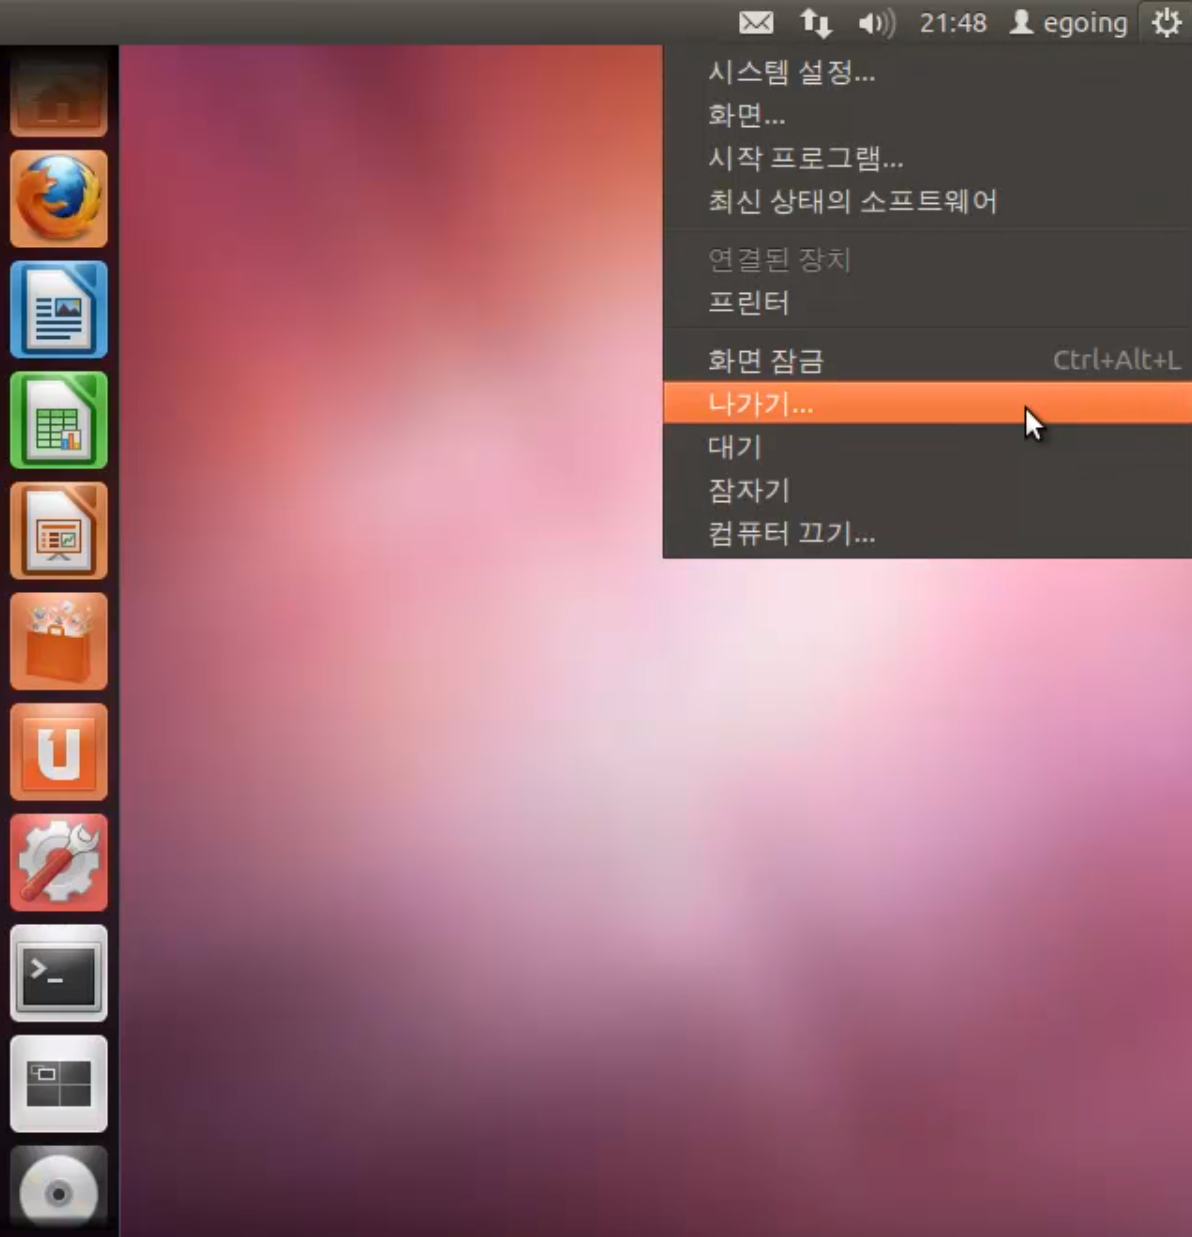 21:48 egoing
시스템 설정...
화면...
시작 프로그램...
최신 상태의 소프트웨어
연결된 장치
프린터
화면 잠금 Ctrl+Alt+L
나가기...
대기
잠자기
컴퓨터 끄기...